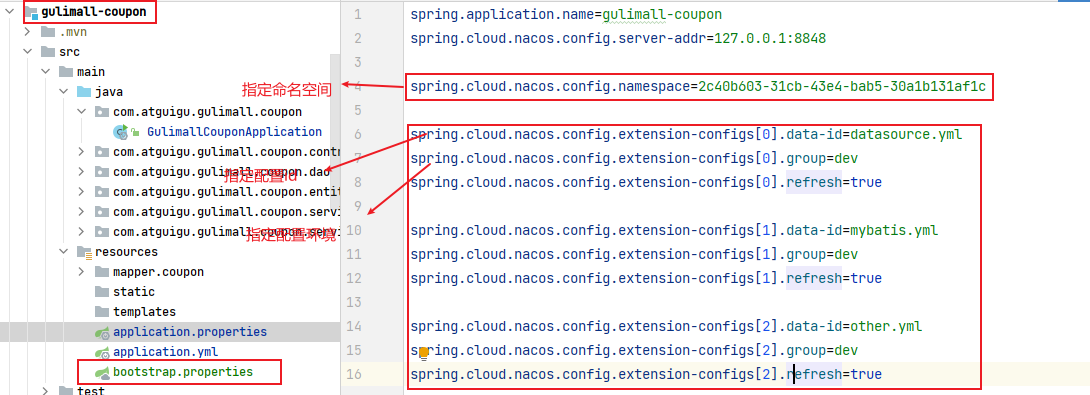 gulimall-coupon
.mvn
src
main
java
com.atguigu.gulimall.coupon
GulimallCouponApplication
com.atguigu.gulimall.coupon.contr
com.atguigu.gulimall.coupon.dao
com.atguigu.gulimall.coupon.entit
com.atguigu.gulimall.coupon.servi
com.atguigu.gulimall.coupon.servi
resources
mapper.coupon
static
templates
application.properties
application.yml
bootstrap.properties
test
指定命名空间
指定配置id
指定配置环境
1 spring.application.name=gulimall-coupon
2 spring.cloud.nacos.config.server-addr=127.0.0.1:8848
3
4 spring.cloud.nacos.config.namespace=2c40b603-31cb-43e4-bab5-30a1b131af1c
5
6 spring.cloud.nacos.config.extension-configs[0].data-id=datasource.yml
7 spring.cloud.nacos.config.extension-configs[0].group=dev
8 spring.cloud.nacos.config.extension-configs[0].refresh=true
9
10 spring.cloud.nacos.config.extension-configs[1].data-id=mybatis.yml
11 spring.cloud.nacos.config.extension-configs[1].group=dev
12 spring.cloud.nacos.config.extension-configs[1].refresh=true
13
14 spring.cloud.nacos.config.extension-configs[2].data-id=other.yml
15 spring.cloud.nacos.config.extension-configs[2].group=dev
16 spring.cloud.nacos.config.extension-configs[2].refresh=true